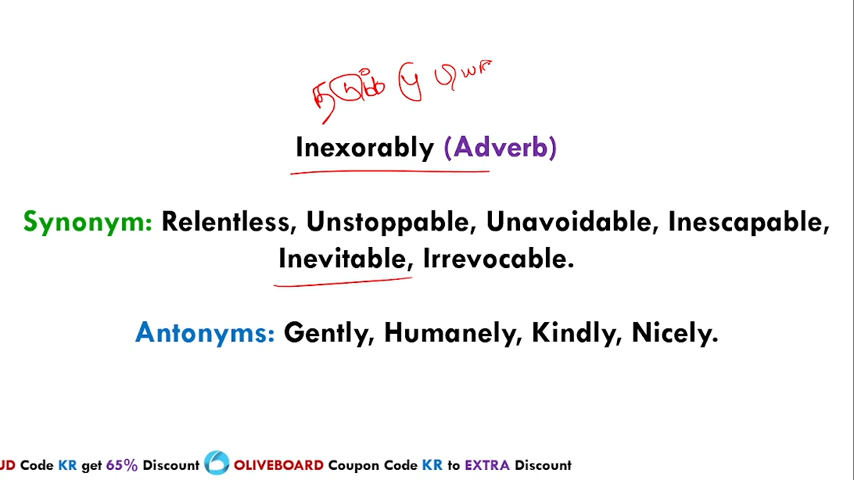 Inexorably (Adverb)
Synonym: Relentless, Unstoppable, Unavoidable, Inescapable,
Inevitable, Irrevocable.
Antonyms: Gently, Humanely, Kindly, Nicely.
Code KR get 65% Discount OLIVEBOARD Coupon Code KR to EXTRA Discount